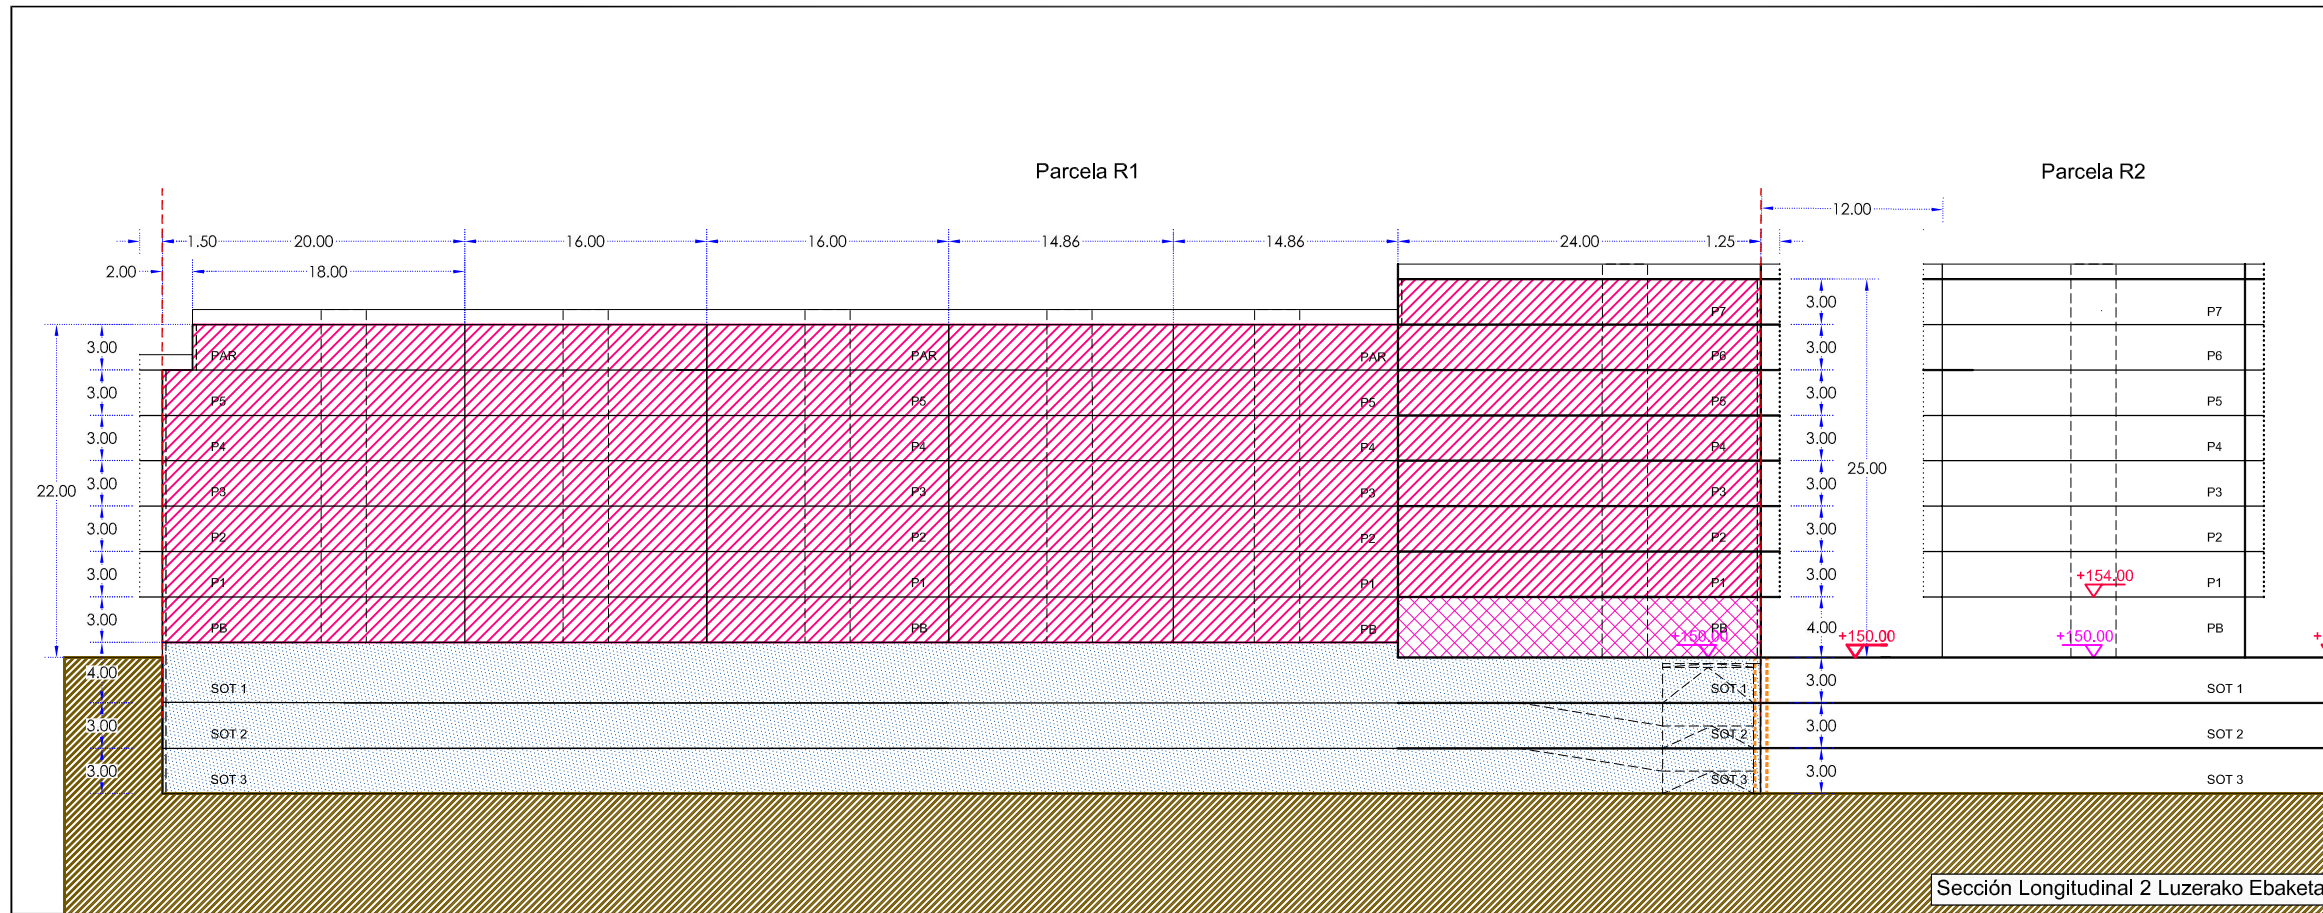 Parcela R1
Parcela R2
12.00
1.50 20.00 16.00 16.00 14.86 14.86 24.00 1.25
2.00 18.00
P7 3.00 P7
PAR PAR PAR P6
3.00 3.00 P6
P5 P5 P5 P5
3.00 3.00 P5
P4 P4 P4 P4
3.00 3.00 P4
25.00
22.00
P3 P3 P3 P3
3.00 3.00 P3
P2 P2 P2 P2
3.00 3.00 P2
P1 P1 P1 P1
3.00 3.00 +154.00 P1
PB PB PB PB
3.00 4.00 PB
+150.00 +150.00 +150.00
4.00 SOT 1 SOT 1 3.00 SOT 1
3.00 SOT 2 SOT 2 3.00 SOT 2
3.00 SOT 3 SOT 3 3.00 SOT 3
Sección Longitudinal 2 Luzerako Ebaketa